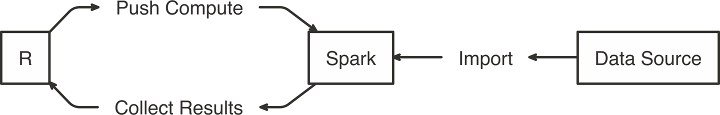 Push Compute
R
Spark
Import
Data Source
Collect Results